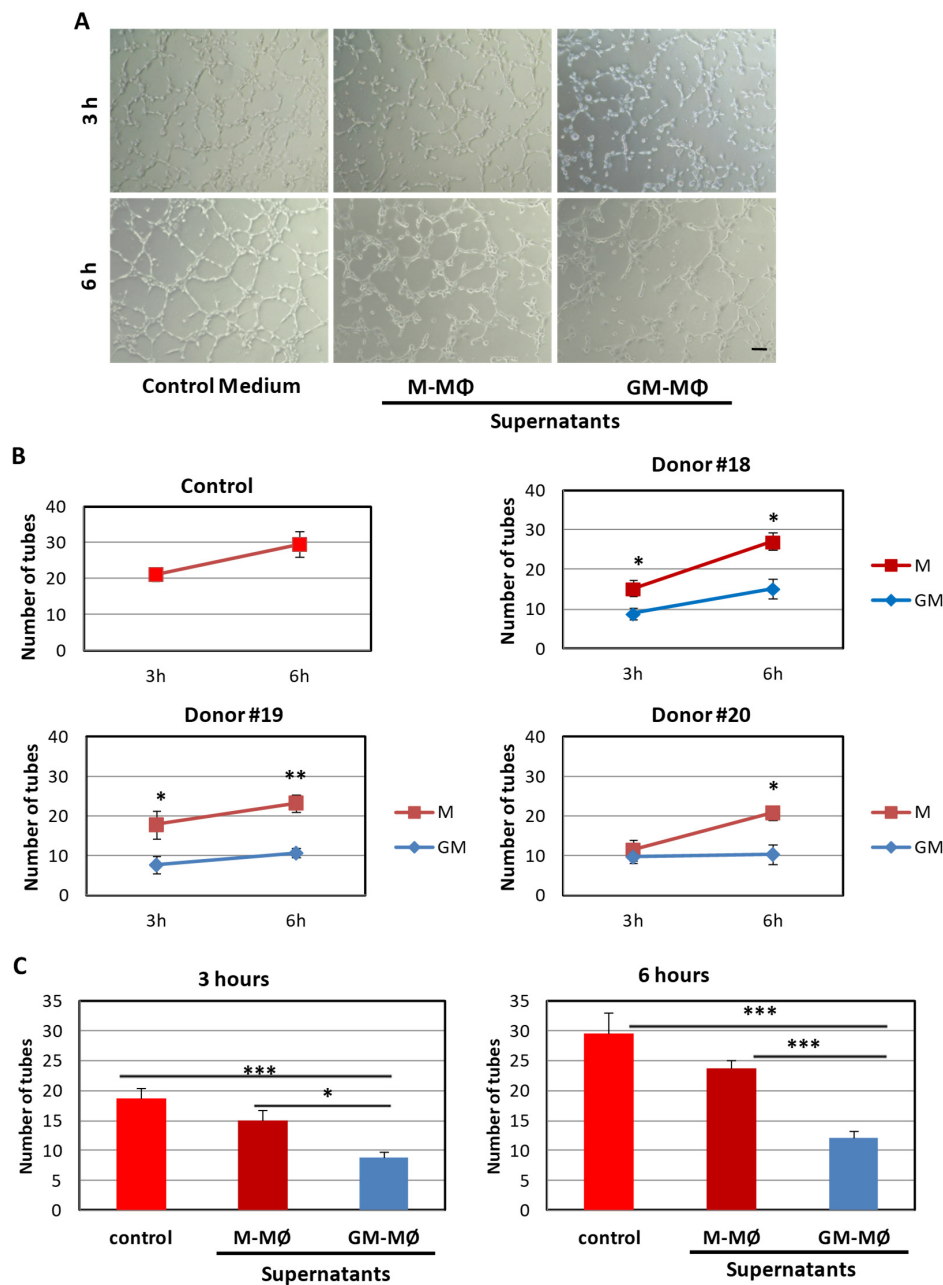 A
3 h
6 h
Control Medium
M-MΦ
GM-MΦ
Supernatants
B
Control
Number of tubes
40
30
20
10
0
3h
6h
Donor #18
Number of tubes
40
30
20
10
0
*
*
3h
6h
M
GM
Donor #19
Number of tubes
40
30
20
10
0
*
**
3h
6h
M
GM
Donor #20
Number of tubes
40
30
20
10
0
*
3h
6h
M
GM
C
3 hours
Number of tubes
35
30
25
20
15
10
5
0
***
*
control
M-MØ
GM-MØ
Supernatants
6 hours
Number of tubes
35
30
25
20
15
10
5
0
***
***
control
M-MØ
GM-MØ
Supernatants